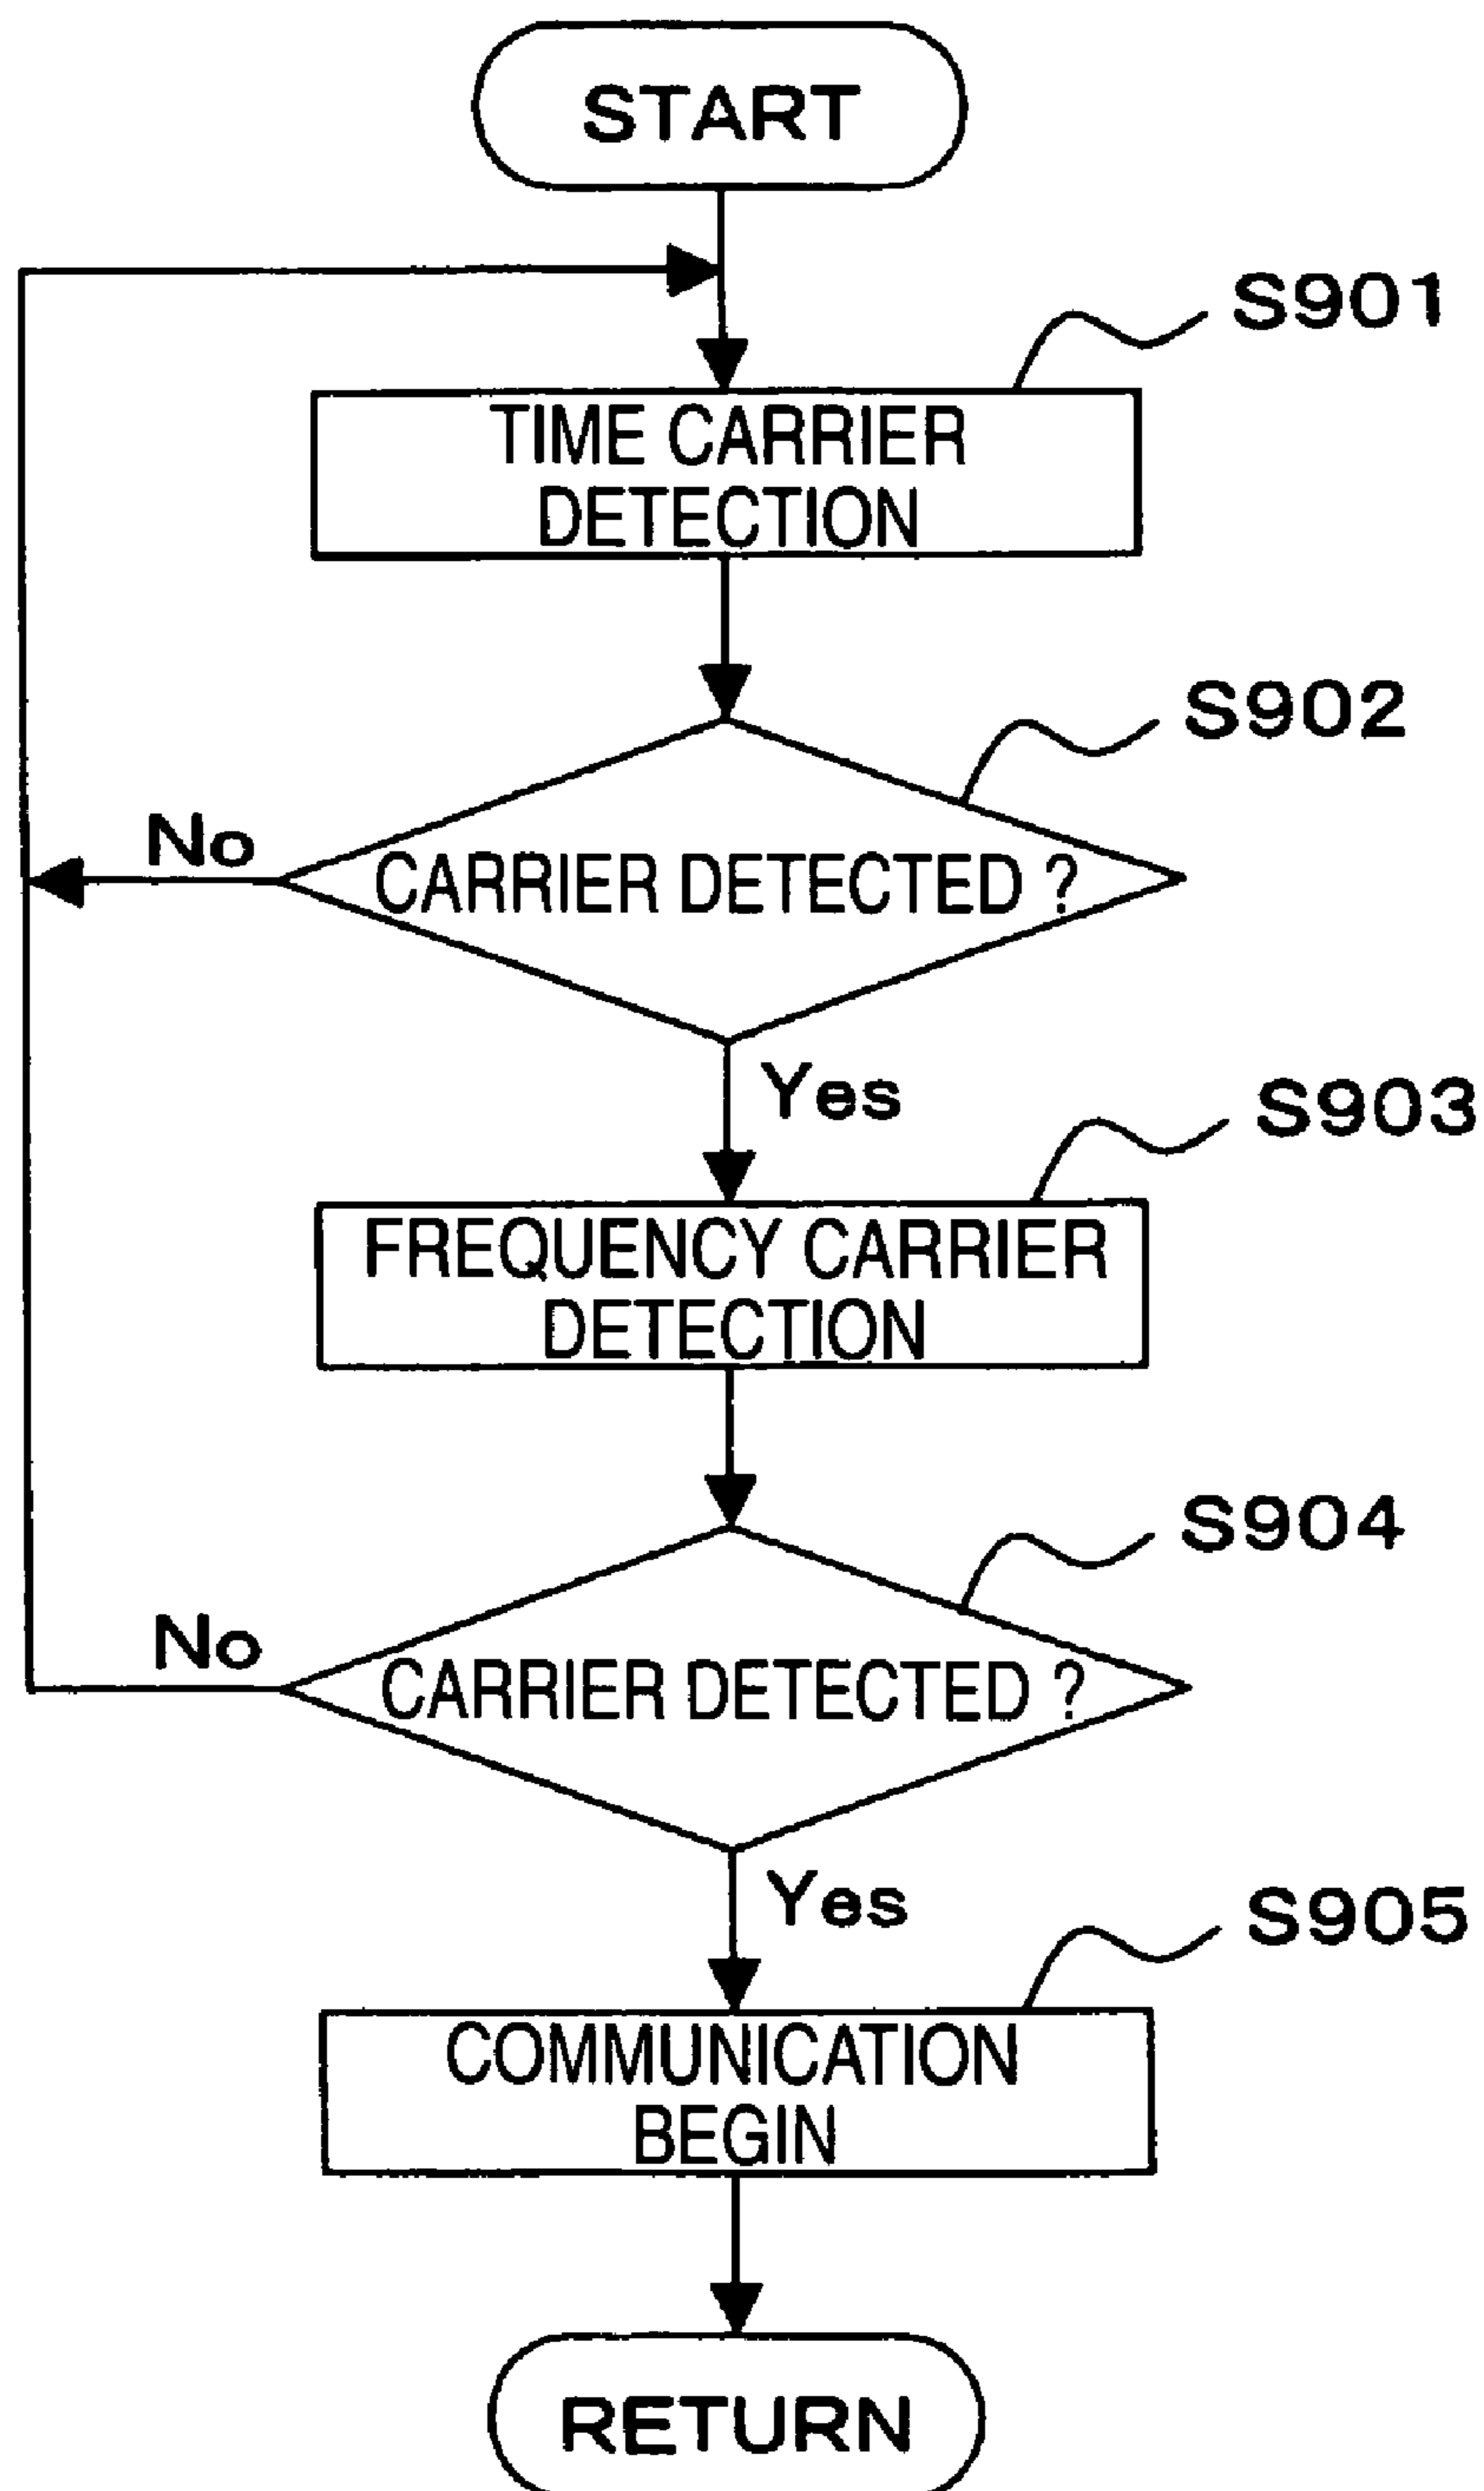 START
S901
TIME CARRIER
DETECTION
S902
No
CARRIER DETECTED ?
Yes
S903
FREQUENCY CARRIER
DETECTION
S904
No
CARRIER DETECTED ?
Yes
S905
COMMUNICATION
BEGIN
RETURN